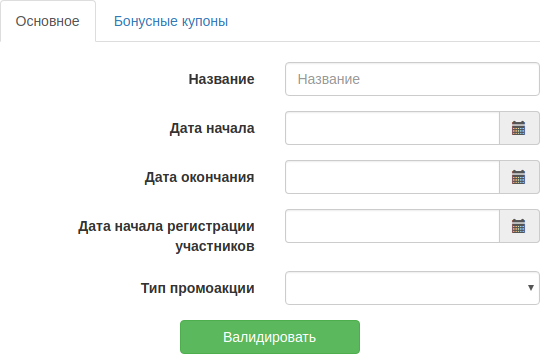 Основное Бонусные купоны
Название Название
Дата начала
Дата окончания
Дата начала регистрации
участников
Тип промоакции
Валидировать